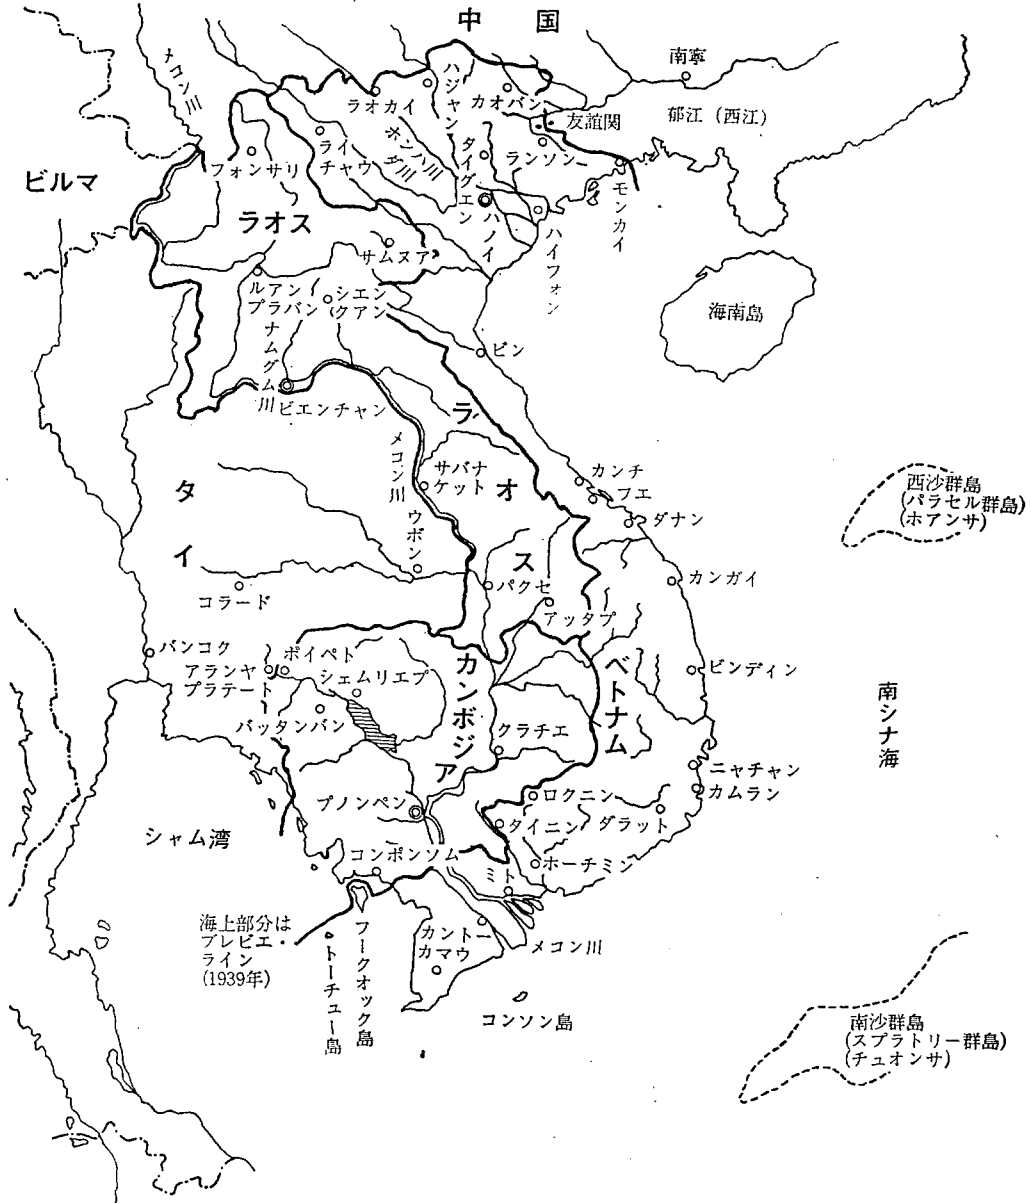 中国
南寧
メコン川
ハジャン
ラオカイ
カオバン
友誼関
郁江(西江)
ホンハ川
ライ
チャウ
タイグエン
ランソン
フォンサリ
モンカイ
ビルマ
ラオス
ハノイ
ハイフォン
サムヌア
ルアン
プラバン
シエン
クアン
海南島
ナムグム川
ビン
ビエンチャン
ラオス
メコン川
サバナ
ケット
カンチ
フエ
ダナン
西沙群島
(パラセル群島)
(ホアンサ)
タイ
ウボン
パクセ
カンガイ
コラード
アッタプ
バンコク
ポイペト
アランヤ
プラテート
シェムリエプ
バッタンバン
カンボジア
ベトナム
ビンディン
南シナ海
クラチエ
ニャチャン
カムラン
プノンペン
ロクニン
タイニン
ダラット
シャム湾
コンポンソム
ホーチミン
ミト
海上部分は
ブレビエ・
ライン
(1939年)
フークオック島
トーチュー島
カントー
カマウ
メコン川
コンソン島
南沙群島
(スプラトリー群島)
(チュオンサ)